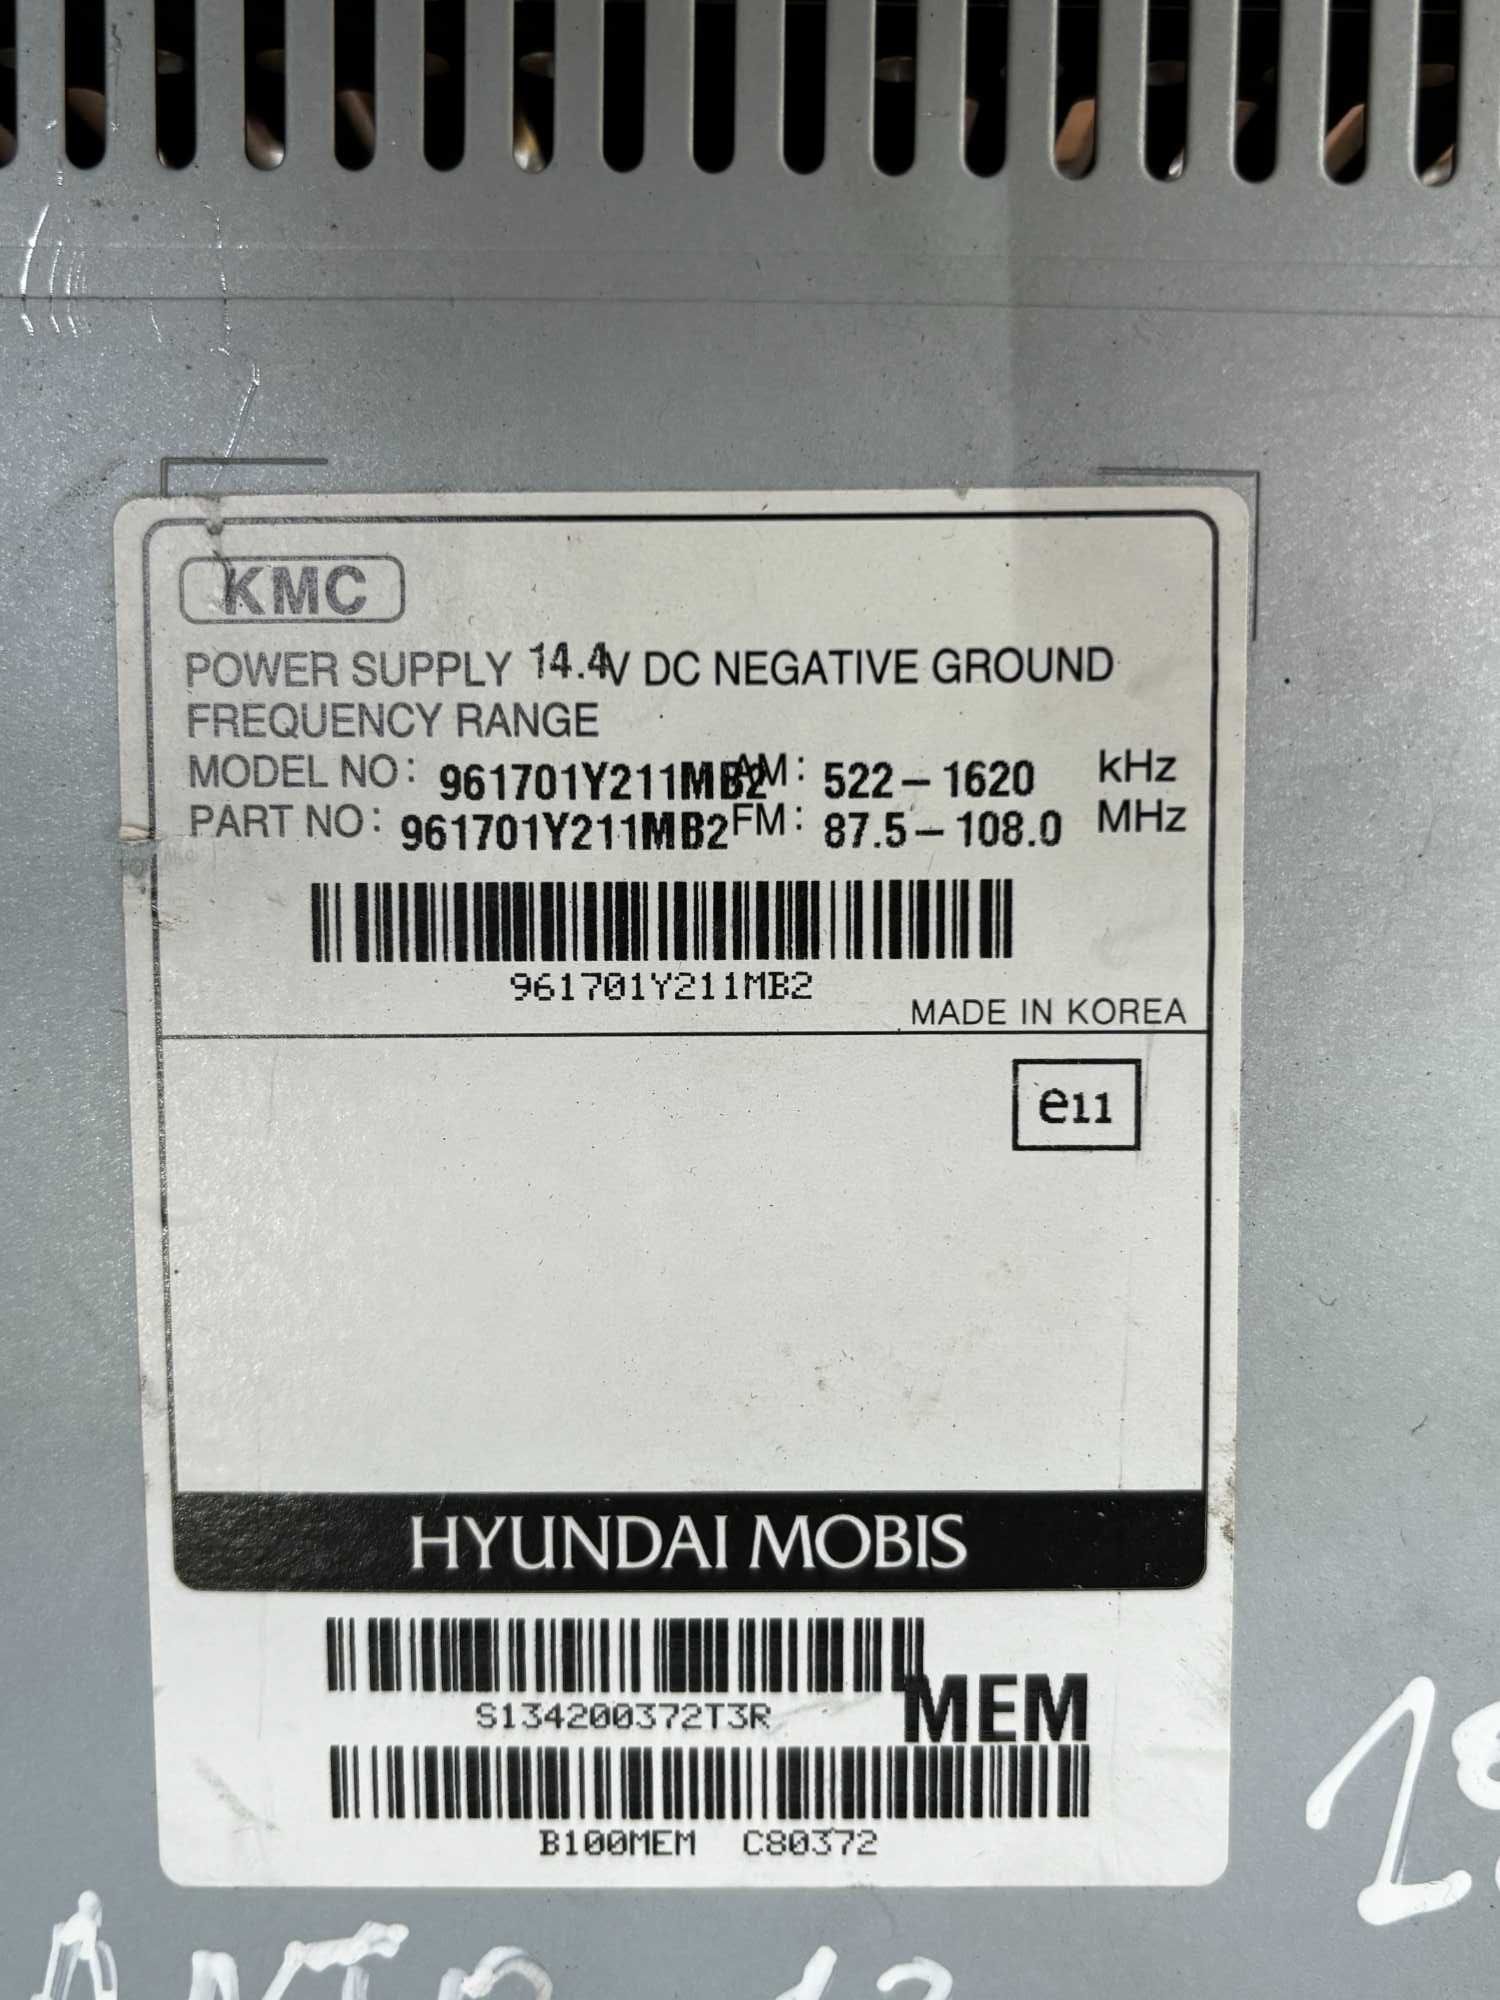 KMC
POWER SUPPLY 14.4V DC NEGATIVE GROUND
FREQUENCY RANGE
MODEL NO: 961701Y211MB2 AM: 522-1620 kHz
PART NO: 961701Y211MB2 FM: 87.5-108.0 MHz
961701Y211MB2
MADE IN KOREA
e11
HYUNDAI MOBIS
S134200372T3R
MEM
B100MEM C80372